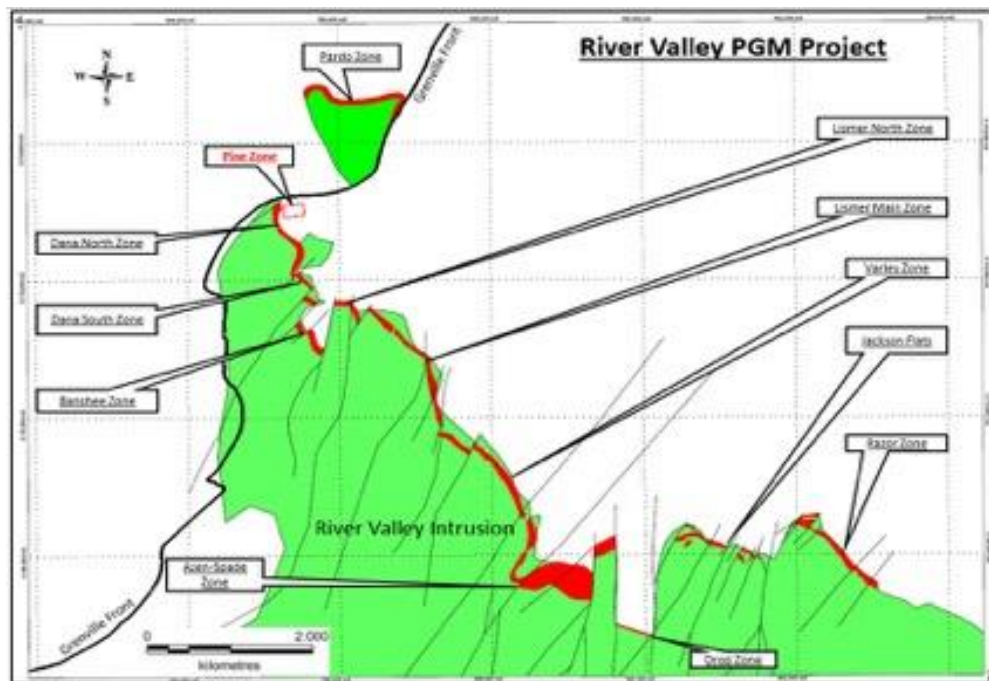 River Valley PGM Project
Pardo Zone
Grenville Front
N
W E
S
Lismer North Zone
Pine Zone
Lismer Main Zone
Dana North Zone
Varley Zone
Dana South Zone
Jackson Flats
Banshee Zone
Razor Zone
River Valley Intrusion
Azen-Spade
Zone
Grenville Front
0 2.000
kilometres
Drop Zone